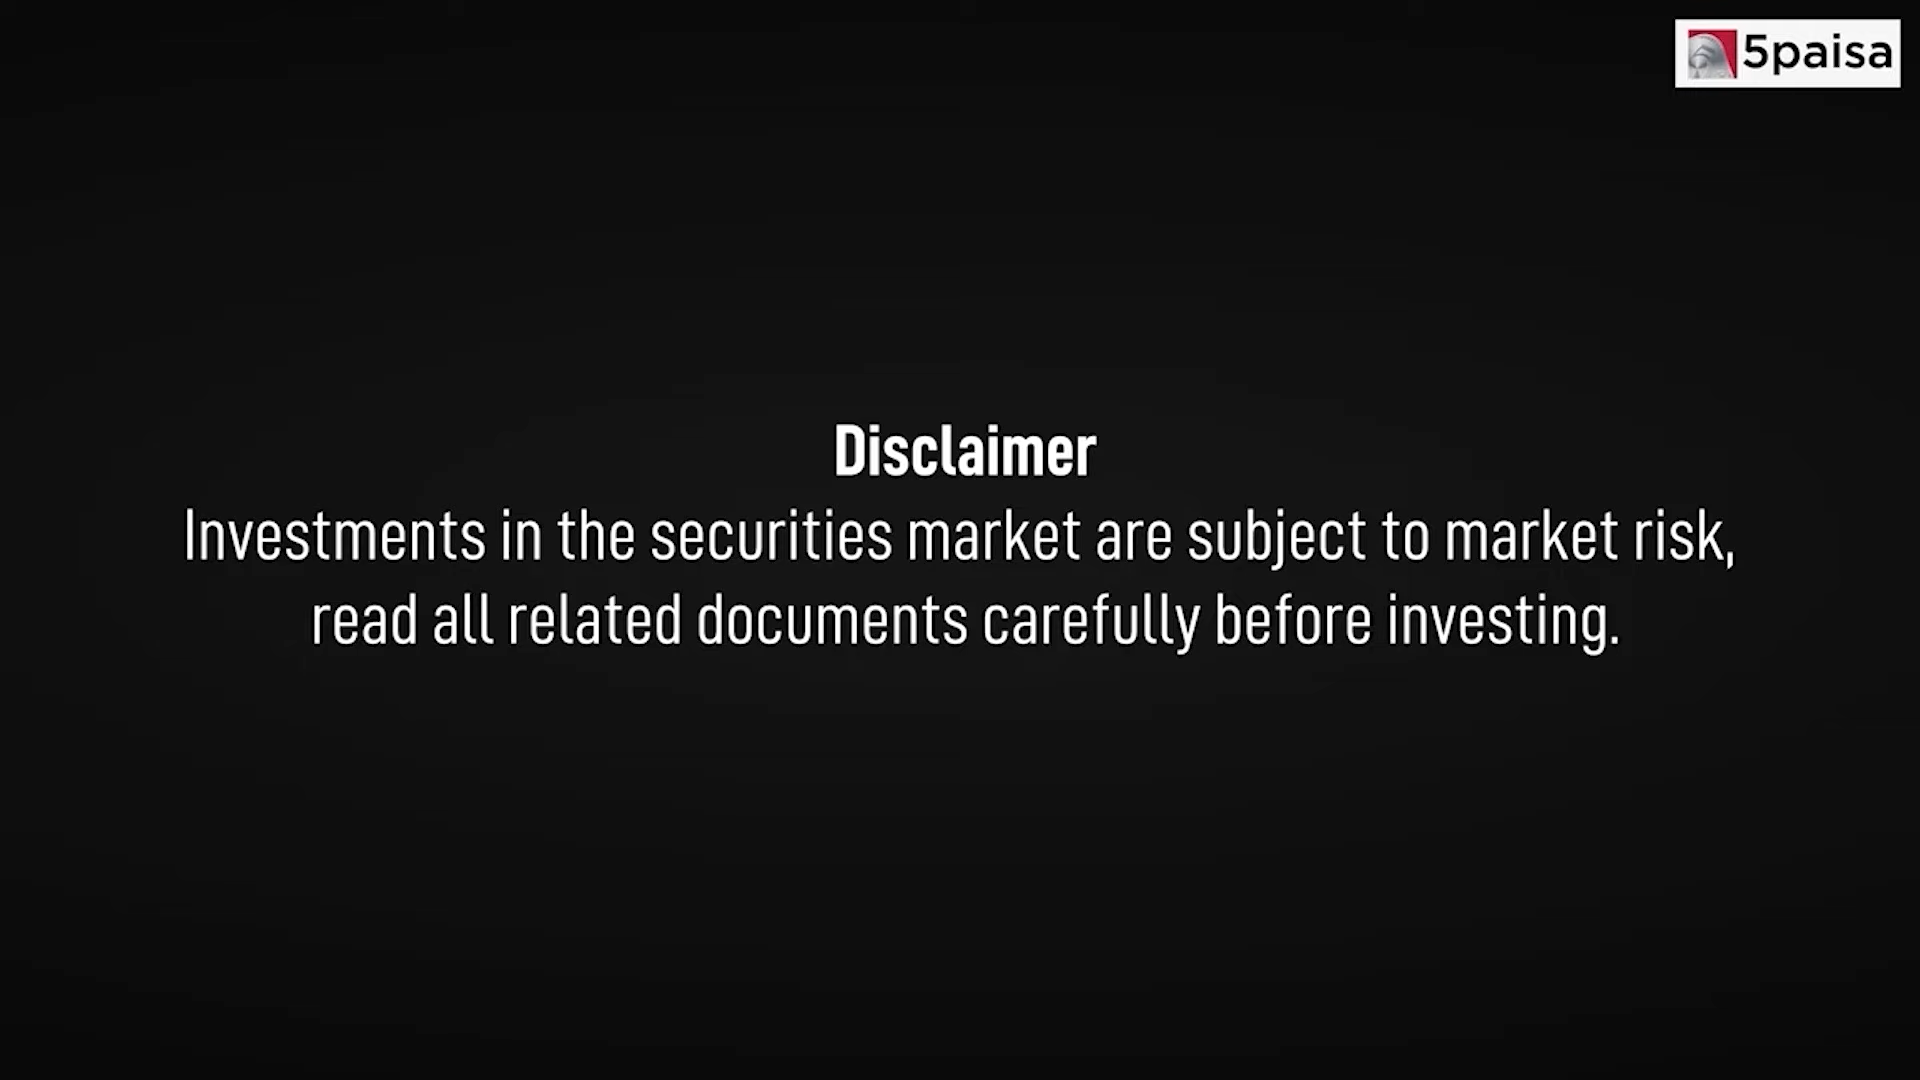 5paisa
Disclaimer
Investments in the securities market are subject to market risk,
read all related documents carefully before investing.